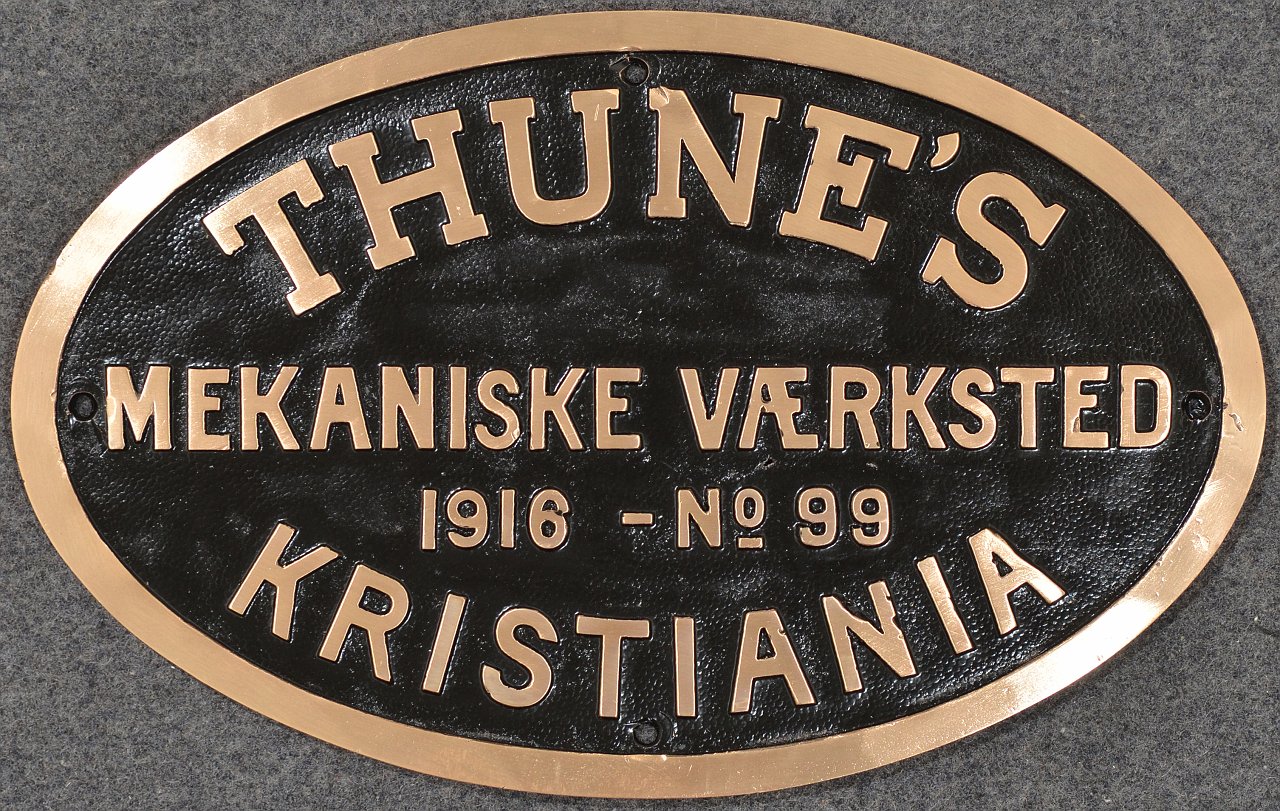 THUNE'S
MEKANISKE VÆRKSTED
1916 - No 99
KRISTIANIA